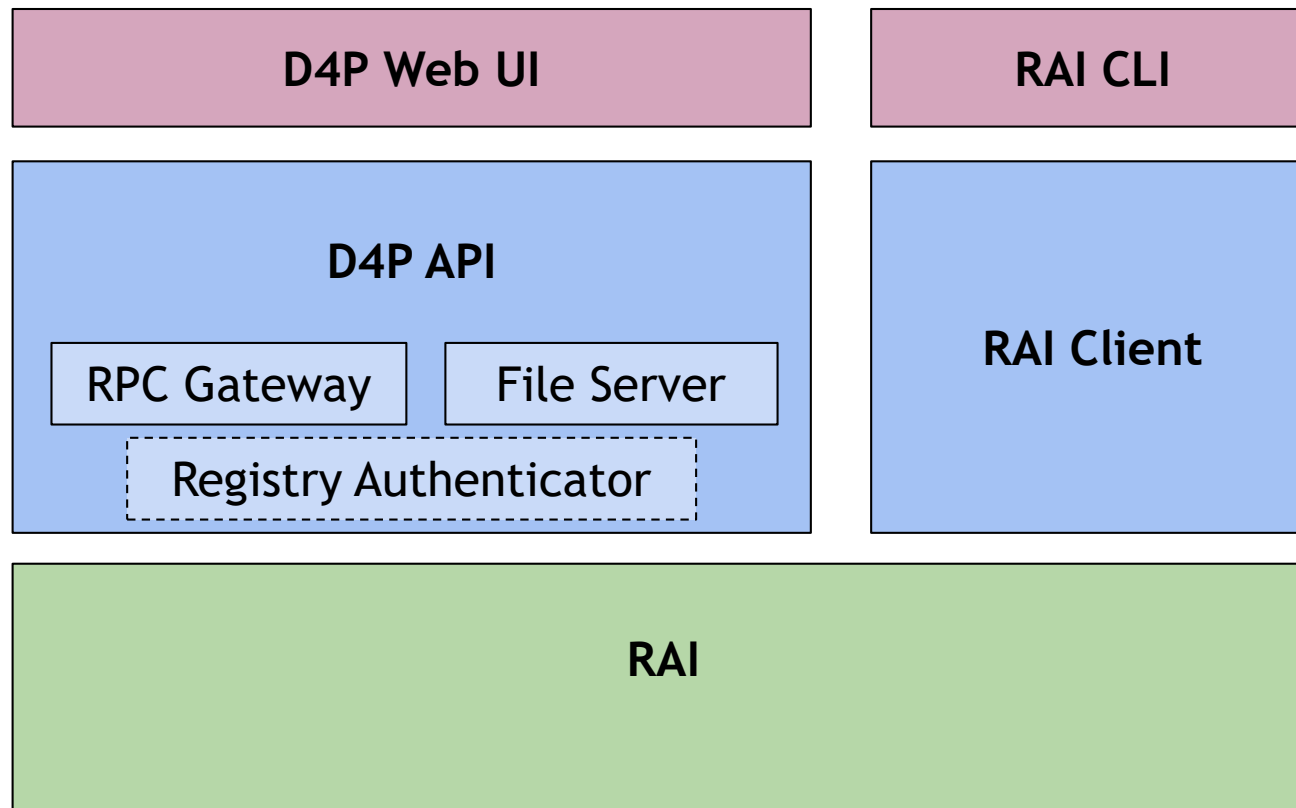 D4P Web UI
RAI CLI
D4P API
RAI Client
RPC Gateway
File Server
Registry Authenticator
RAI